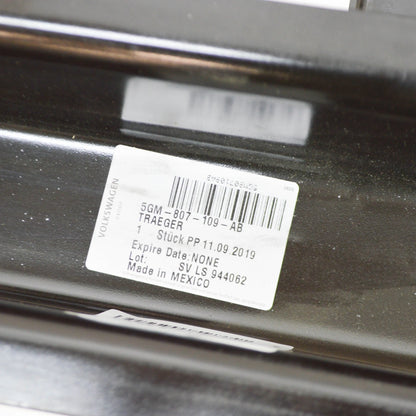 VOLKSWAGEN
5GM-807-109-AB
TRAEGER
1 Stück PP 11.09.2019
Expire Date:NONE
Lot: SV LS 944062
Made in MEXICO